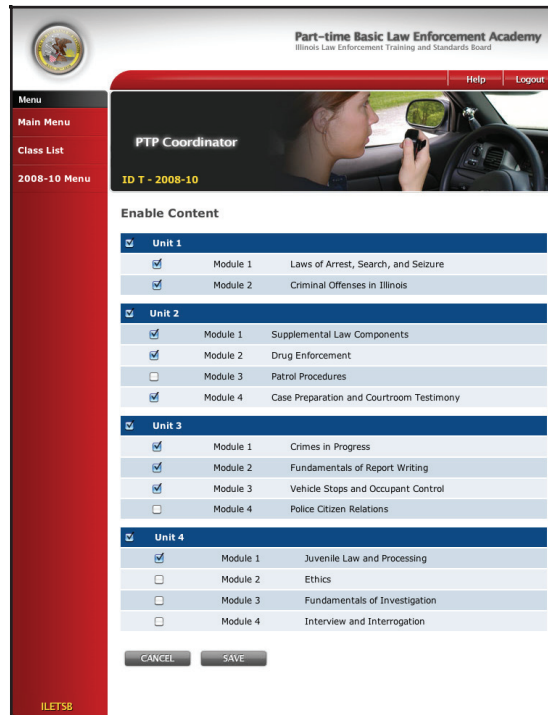 Part-time Basic Law Enforcement Academy
Illinois Law Enforcement Training and Standards Board
Help Logout
Menu
Main Menu
Class List
2008-10 Menu
PTP Coordinator
ID T - 2008-10
Enable Content
Unit 1
Module 1 Laws of Arrest, Search, and Seizure
Module 2 Criminal Offenses in Illinois
Unit 2
Module 1 Supplemental Law Components
Module 2 Drug Enforcement
Module 3 Patrol Procedures
Module 4 Case Preparation and Courtroom Testimony
Unit 3
Module 1 Crimes in Progress
Module 2 Fundamentals of Report Writing
Module 3 Vehicle Stops and Occupant Control
Module 4 Police Citizen Relations
Unit 4
Module 1 Juvenile Law and Processing
Module 2 Ethics
Module 3 Fundamentals of Investigation
Module 4 Interview and Interrogation
CANCEL SAVE
ILETSB